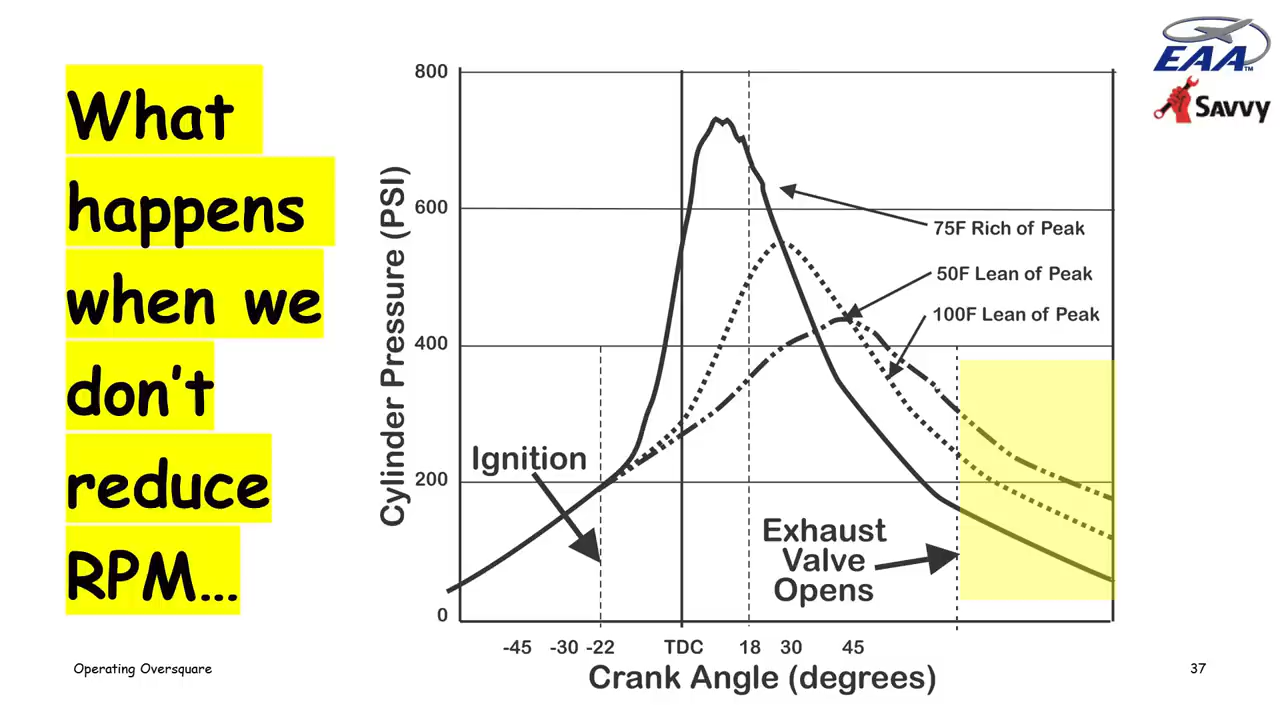 What
happens
when we
don't
reduce
RPM…
EAA™
Savvy
800
600
400
200
0
Cylinder Pressure (PSI)
75F Rich of Peak
50F Lean of Peak
100F Lean of Peak
Ignition
Exhaust
Valve
Opens
-45 -30 -22 TDC 18 30 45
Crank Angle (degrees)
Operating Oversquare
37